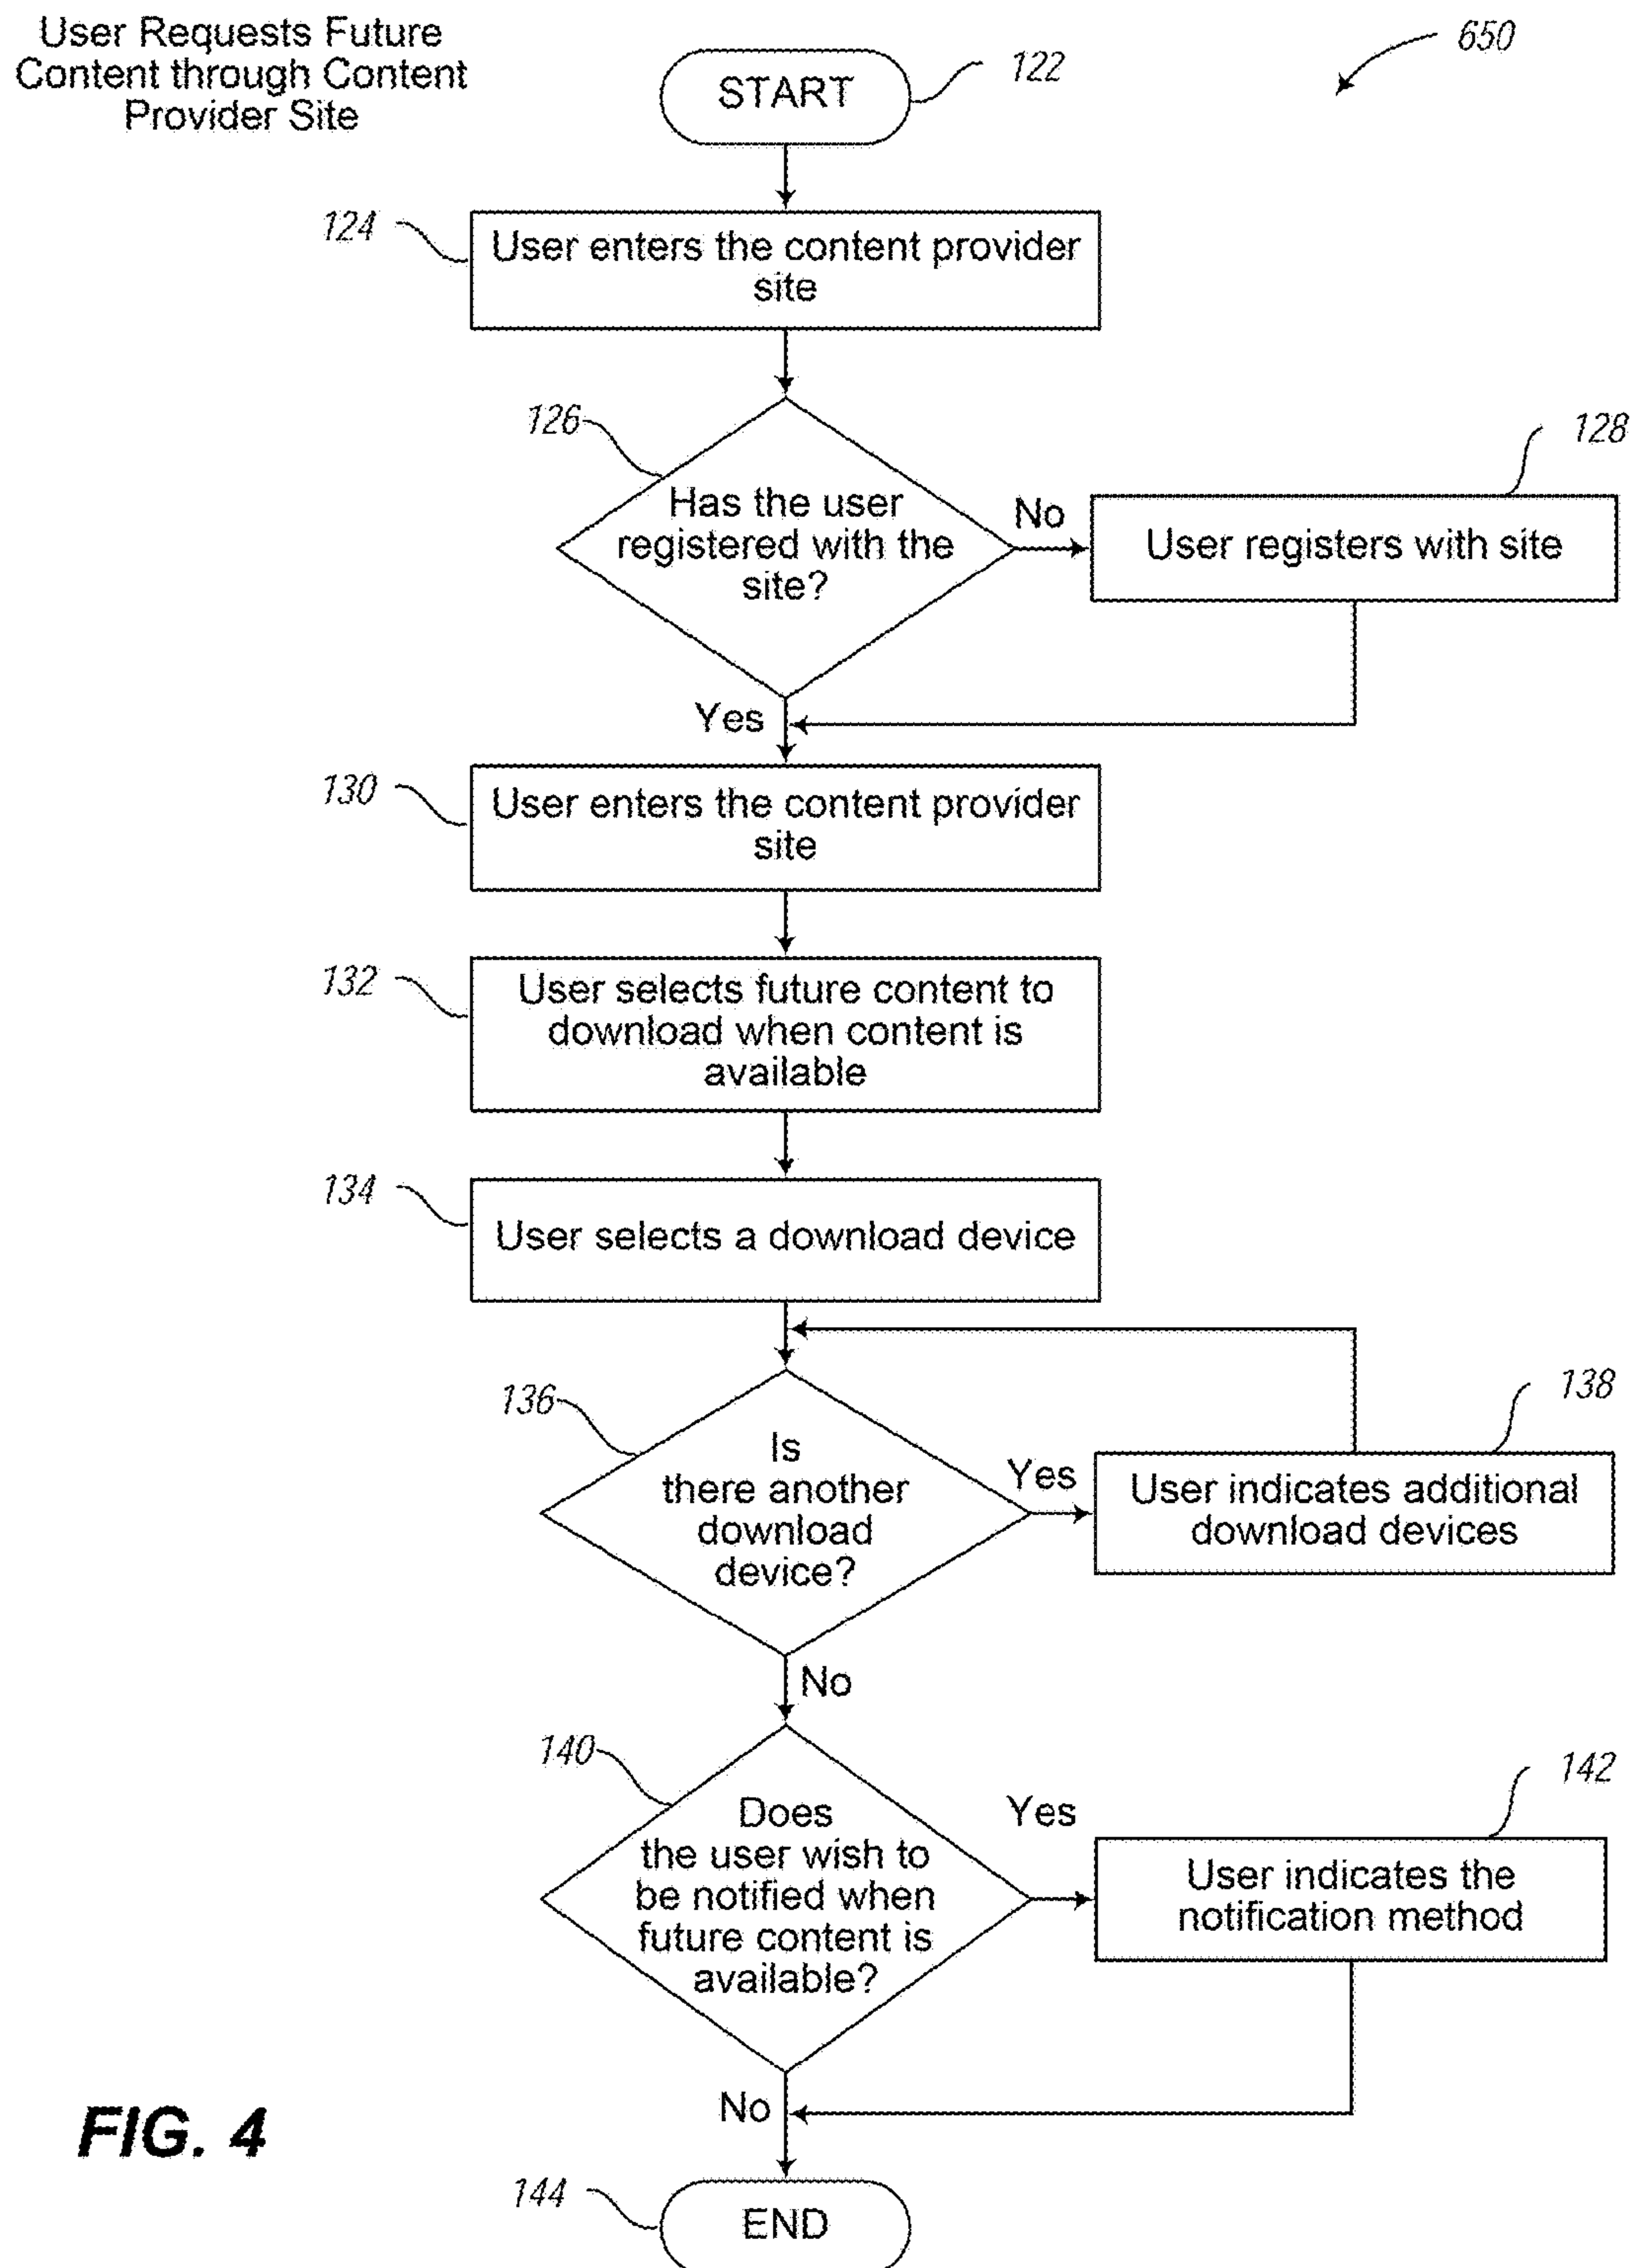 User Requests Future
Content through Content
Provider Site
650
START
122
124
User enters the content provider
site
126
Has the user
registered with the
site?
No
128
User registers with site
Yes
130
User enters the content provider
site
132
User selects future content to
download when content is
available
134
User selects a download device
136
Is
there another
download
device?
Yes
138
User indicates additional
download devices
No
140
Does
the user wish to
be notified when
future content is
available?
Yes
142
User indicates the
notification method
No
FIG. 4
144
END